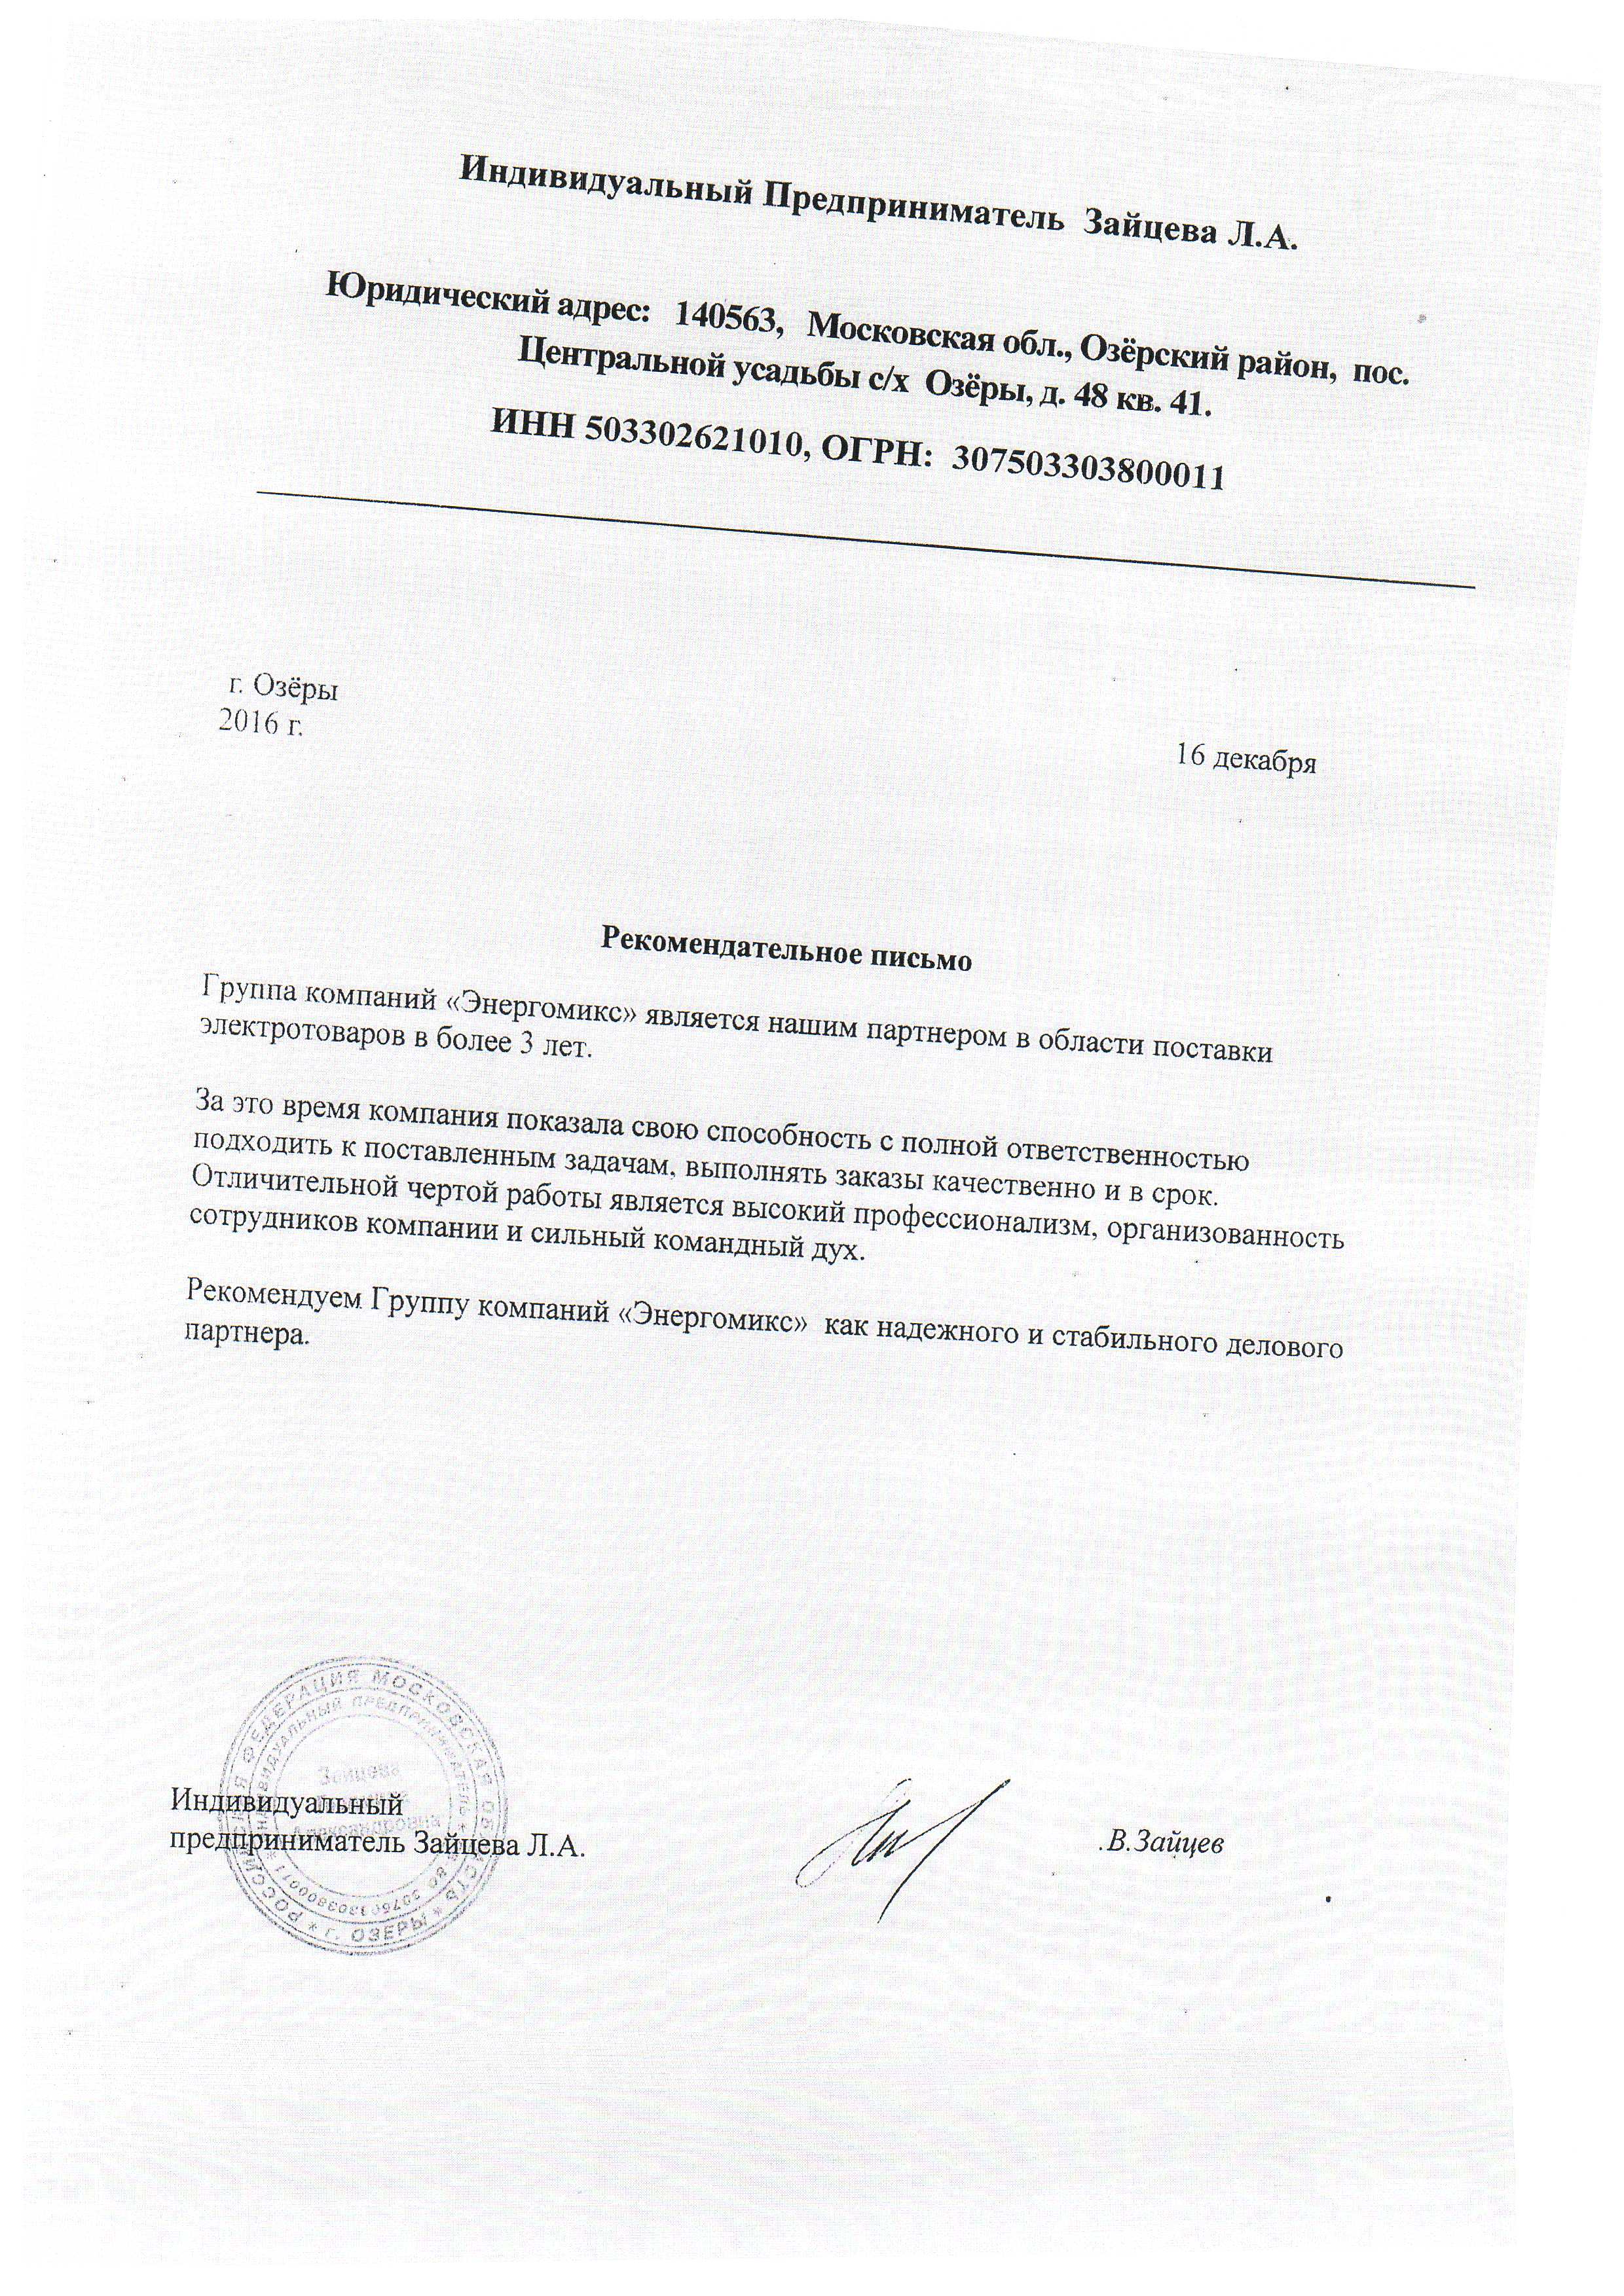 Индивидуальный Предприниматель Зайцева Л.А.
Юридический адрес: 140563, Московская обл., Озёрский район, пос.
Центральной усадьбы с/х Озёры, д. 48 кв. 41.
ИНН 503302621010, ОГРН: 307503303800011
г. Озёры
2016 г.
16 декабря
Рекомендательное письмо
Группа компаний «Энергомикс» является нашим партнером в области поставки
электротоваров в более 3 лет.
За это время компания показала свою способность с полной ответственностью
подходить к поставленным задачам, выполнять заказы качественно и в срок.
Отличительной чертой работы является высокий профессионализм, организованность
сотрудников компании и сильный командный дух.
Рекомендуем Группу компаний «Энергомикс» как надежного и стабильного делового
партнера.
РОССИЙСКАЯ ФЕДЕРАЦИЯ МОСКОВСКАЯ ОБЛАСТЬ * г. ОЗЕРЫ *
ИНДИВИДУАЛЬНЫЙ ПРЕДПРИНИМАТЕЛЬ
Зайцева
Александровна
Индивидуальный
предприниматель Зайцева Л.А.
.В.Зайцев